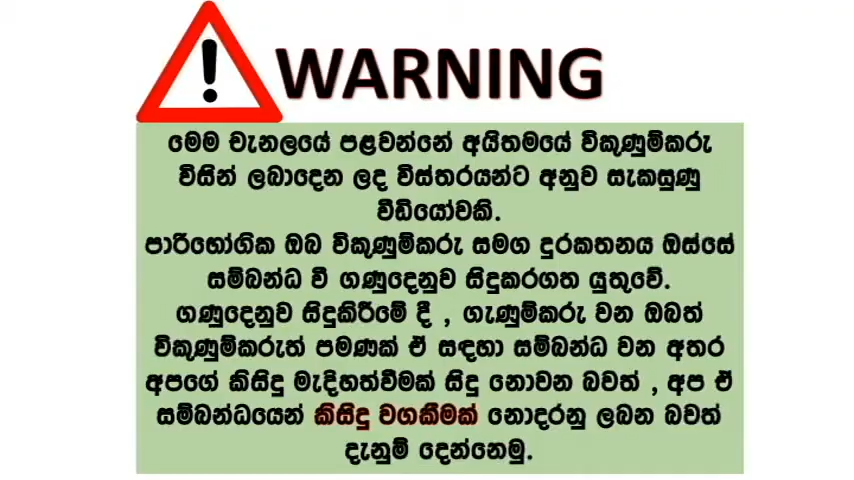 WARNING
මෙම චැනලයේ පළවන්නේ අයිතමයේ විකුණුම්කරු
විසින් ලබාදෙන ලද විස්තරයන්ට අනුව සැකසුණු
වීඩියෝවකි.
පාරිභෝගික ඔබ විකුණුම්කරු සමග දුරකතනය ඔස්සේ
සම්බන්ධ වී ගණුදෙනුව සිදුකරගත යුතුවේ.
ගණුදෙනුව සිදුකිරීමේ දී , ගැණුම්කරු වන ඔබත්
විකුණුම්කරුත් පමණක් ඒ සඳහා සම්බන්ධ වන අතර
අපගේ කිසිදු මැදිහත්වීමක් සිදු නොවන බවත් , අප ඒ
සම්බන්ධයෙන් කිසිදු වගකීමක් නොදරනු ලබන බවත්
දැනුම් දෙන්නෙමු.